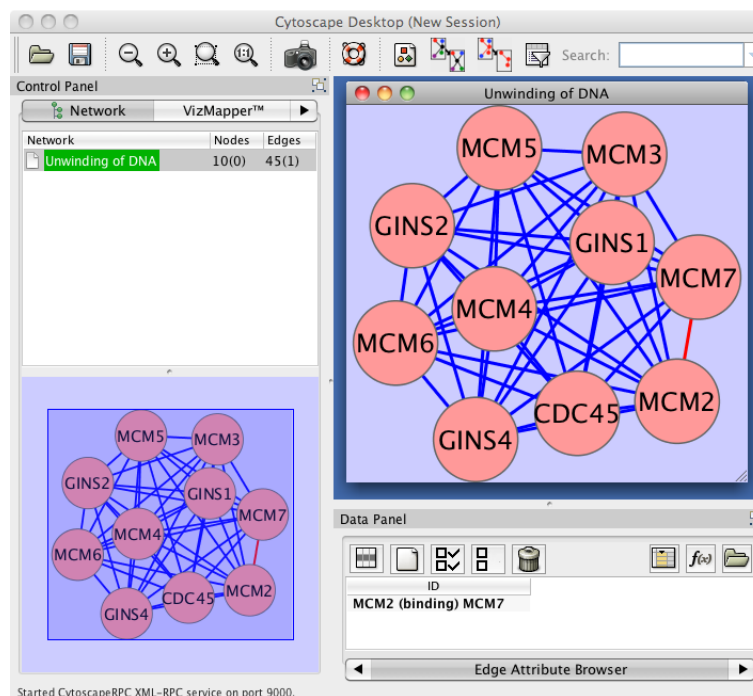 Cytoscape Desktop (New Session)
Search:
Control Panel
Network VizMapper™
Network Nodes Edges
Unwinding of DNA 10(0) 45(1)
Unwinding of DNA
MCM5 MCM3
GINS2 GINS1
MCM7
MCM4
MCM6
CDC45 MCM2
GINS4
MCM5 MCM3
GINS2 GINS1
MCM7
MCM4
MCM6
CDC45 MCM2
GINS4
Data Panel
f(x)
ID
MCM2 (binding) MCM7
Edge Attribute Browser
Started CytoscapeRPC XML-RPC service on port 9000.